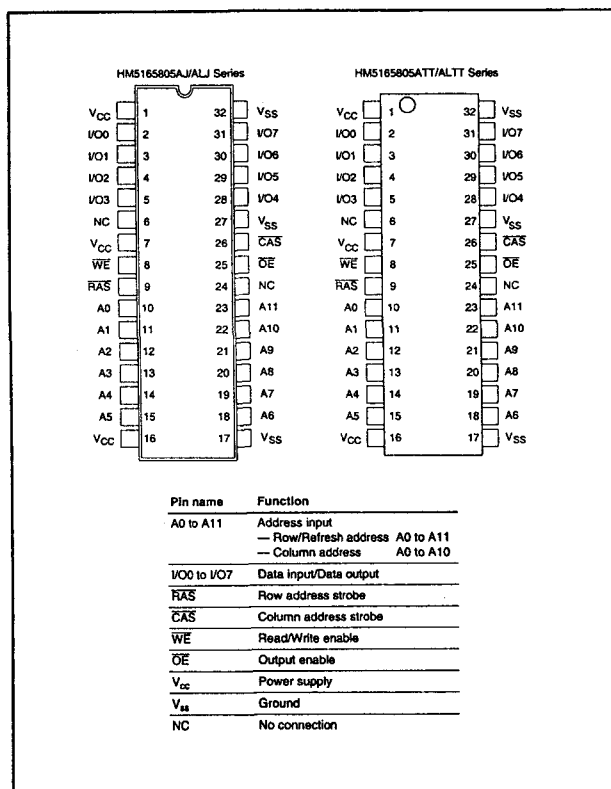 HM5165805AJ/ALJ Series
VCC 1 32 VSS
I/O0 2 31 I/O7
I/O1 3 30 I/O6
I/O2 4 29 I/O5
I/O3 5 28 I/O4
NC 6 27 VSS
VCC 7 26 CAS
WE 8 25 OE
RAS 9 24 NC
A0 10 23 A11
A1 11 22 A10
A2 12 21 A9
A3 13 20 A8
A4 14 19 A7
A5 15 18 A6
VCC 16 17 VSS
HM5165805ATT/ALTT Series
VCC 1 32 VSS
I/O0 2 31 I/O7
I/O1 3 30 I/O6
I/O2 4 29 I/O5
I/O3 5 28 I/O4
NC 6 27 VSS
VCC 7 26 CAS
WE 8 25 OE
RAS 9 24 NC
A0 10 23 A11
A1 11 22 A10
A2 12 21 A9
A3 13 20 A8
A4 14 19 A7
A5 15 18 A6
VCC 16 17 VSS
Pin name Function
A0 to A11 Address input
— Row/Refresh address A0 to A11
— Column address A0 to A10
I/O0 to I/O7 Data input/Data output
RAS Row address strobe
CAS Column address strobe
WE Read/Write enable
OE Output enable
Vcc Power supply
Vss Ground
NC No connection